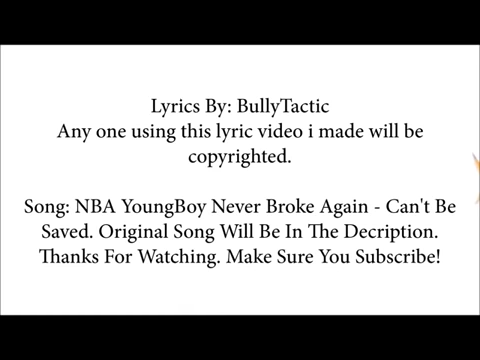 Lyrics By: BullyTactic
Any one using this lyric video i made will be
copyrighted.
Song: NBA YoungBoy Never Broke Again - Can't Be
Saved. Original Song Will Be In The Decription.
Thanks For Watching. Make Sure You Subscribe!